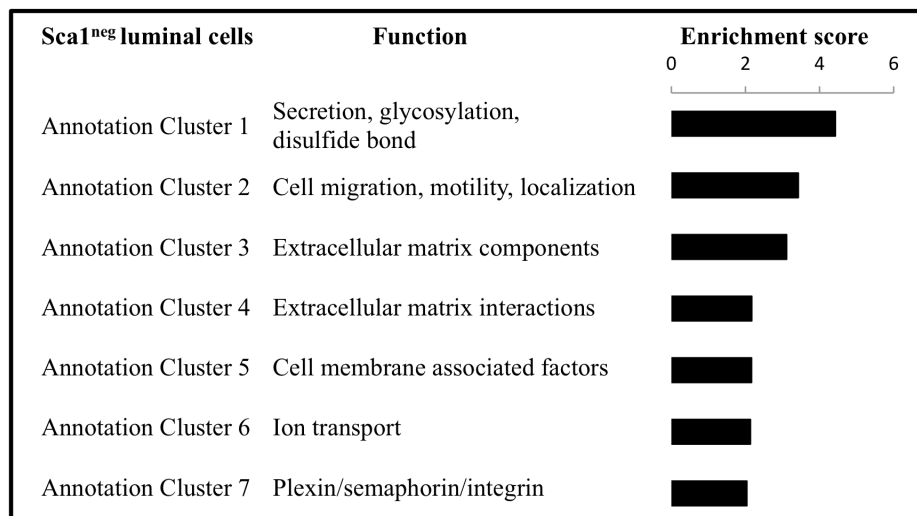 Sca1neg luminal cells Function Enrichment score
0 2 4 6
Annotation Cluster 1 Secretion, glycosylation,
disulfide bond
Annotation Cluster 2 Cell migration, motility, localization
Annotation Cluster 3 Extracellular matrix components
Annotation Cluster 4 Extracellular matrix interactions
Annotation Cluster 5 Cell membrane associated factors
Annotation Cluster 6 Ion transport
Annotation Cluster 7 Plexin/semaphorin/integrin